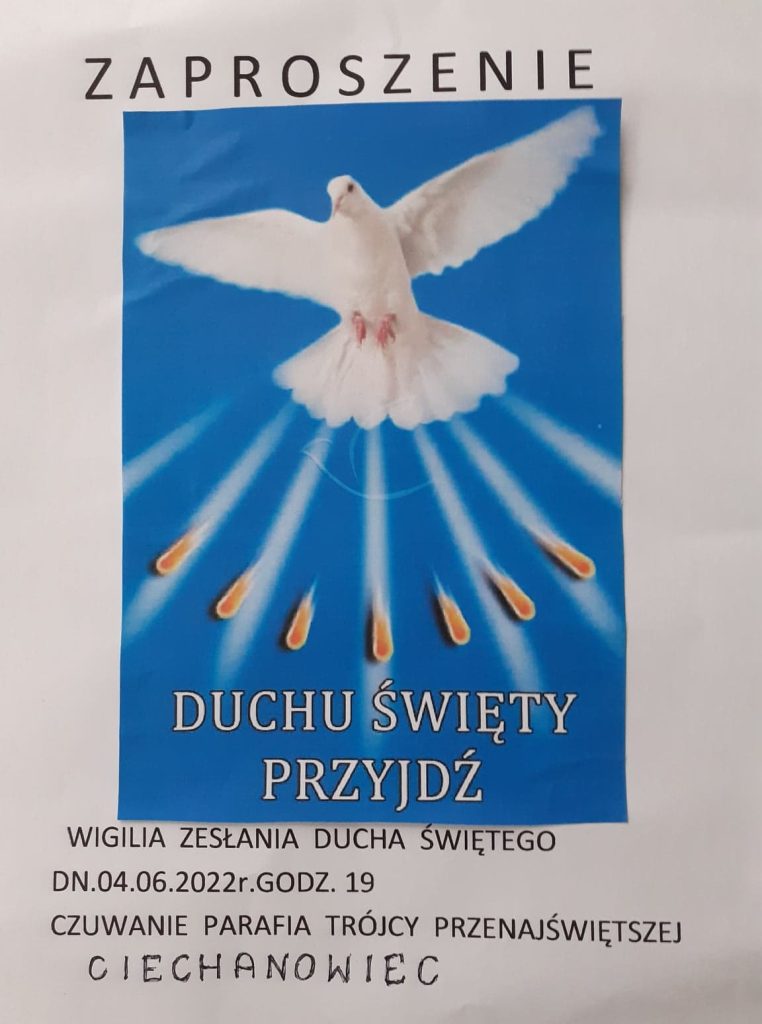 ZAPROSZENIE
DUCHU ŚWIĘTY
PRZYJDŹ
WIGILIA ZESŁANIA DUCHA ŚWIĘTEGO
DN.04.06.2022r.GODZ. 19
CZUWANIE PARAFIA TRÓJCY PRZENAJŚWIĘTSZEJ
CIECHANOWIEC